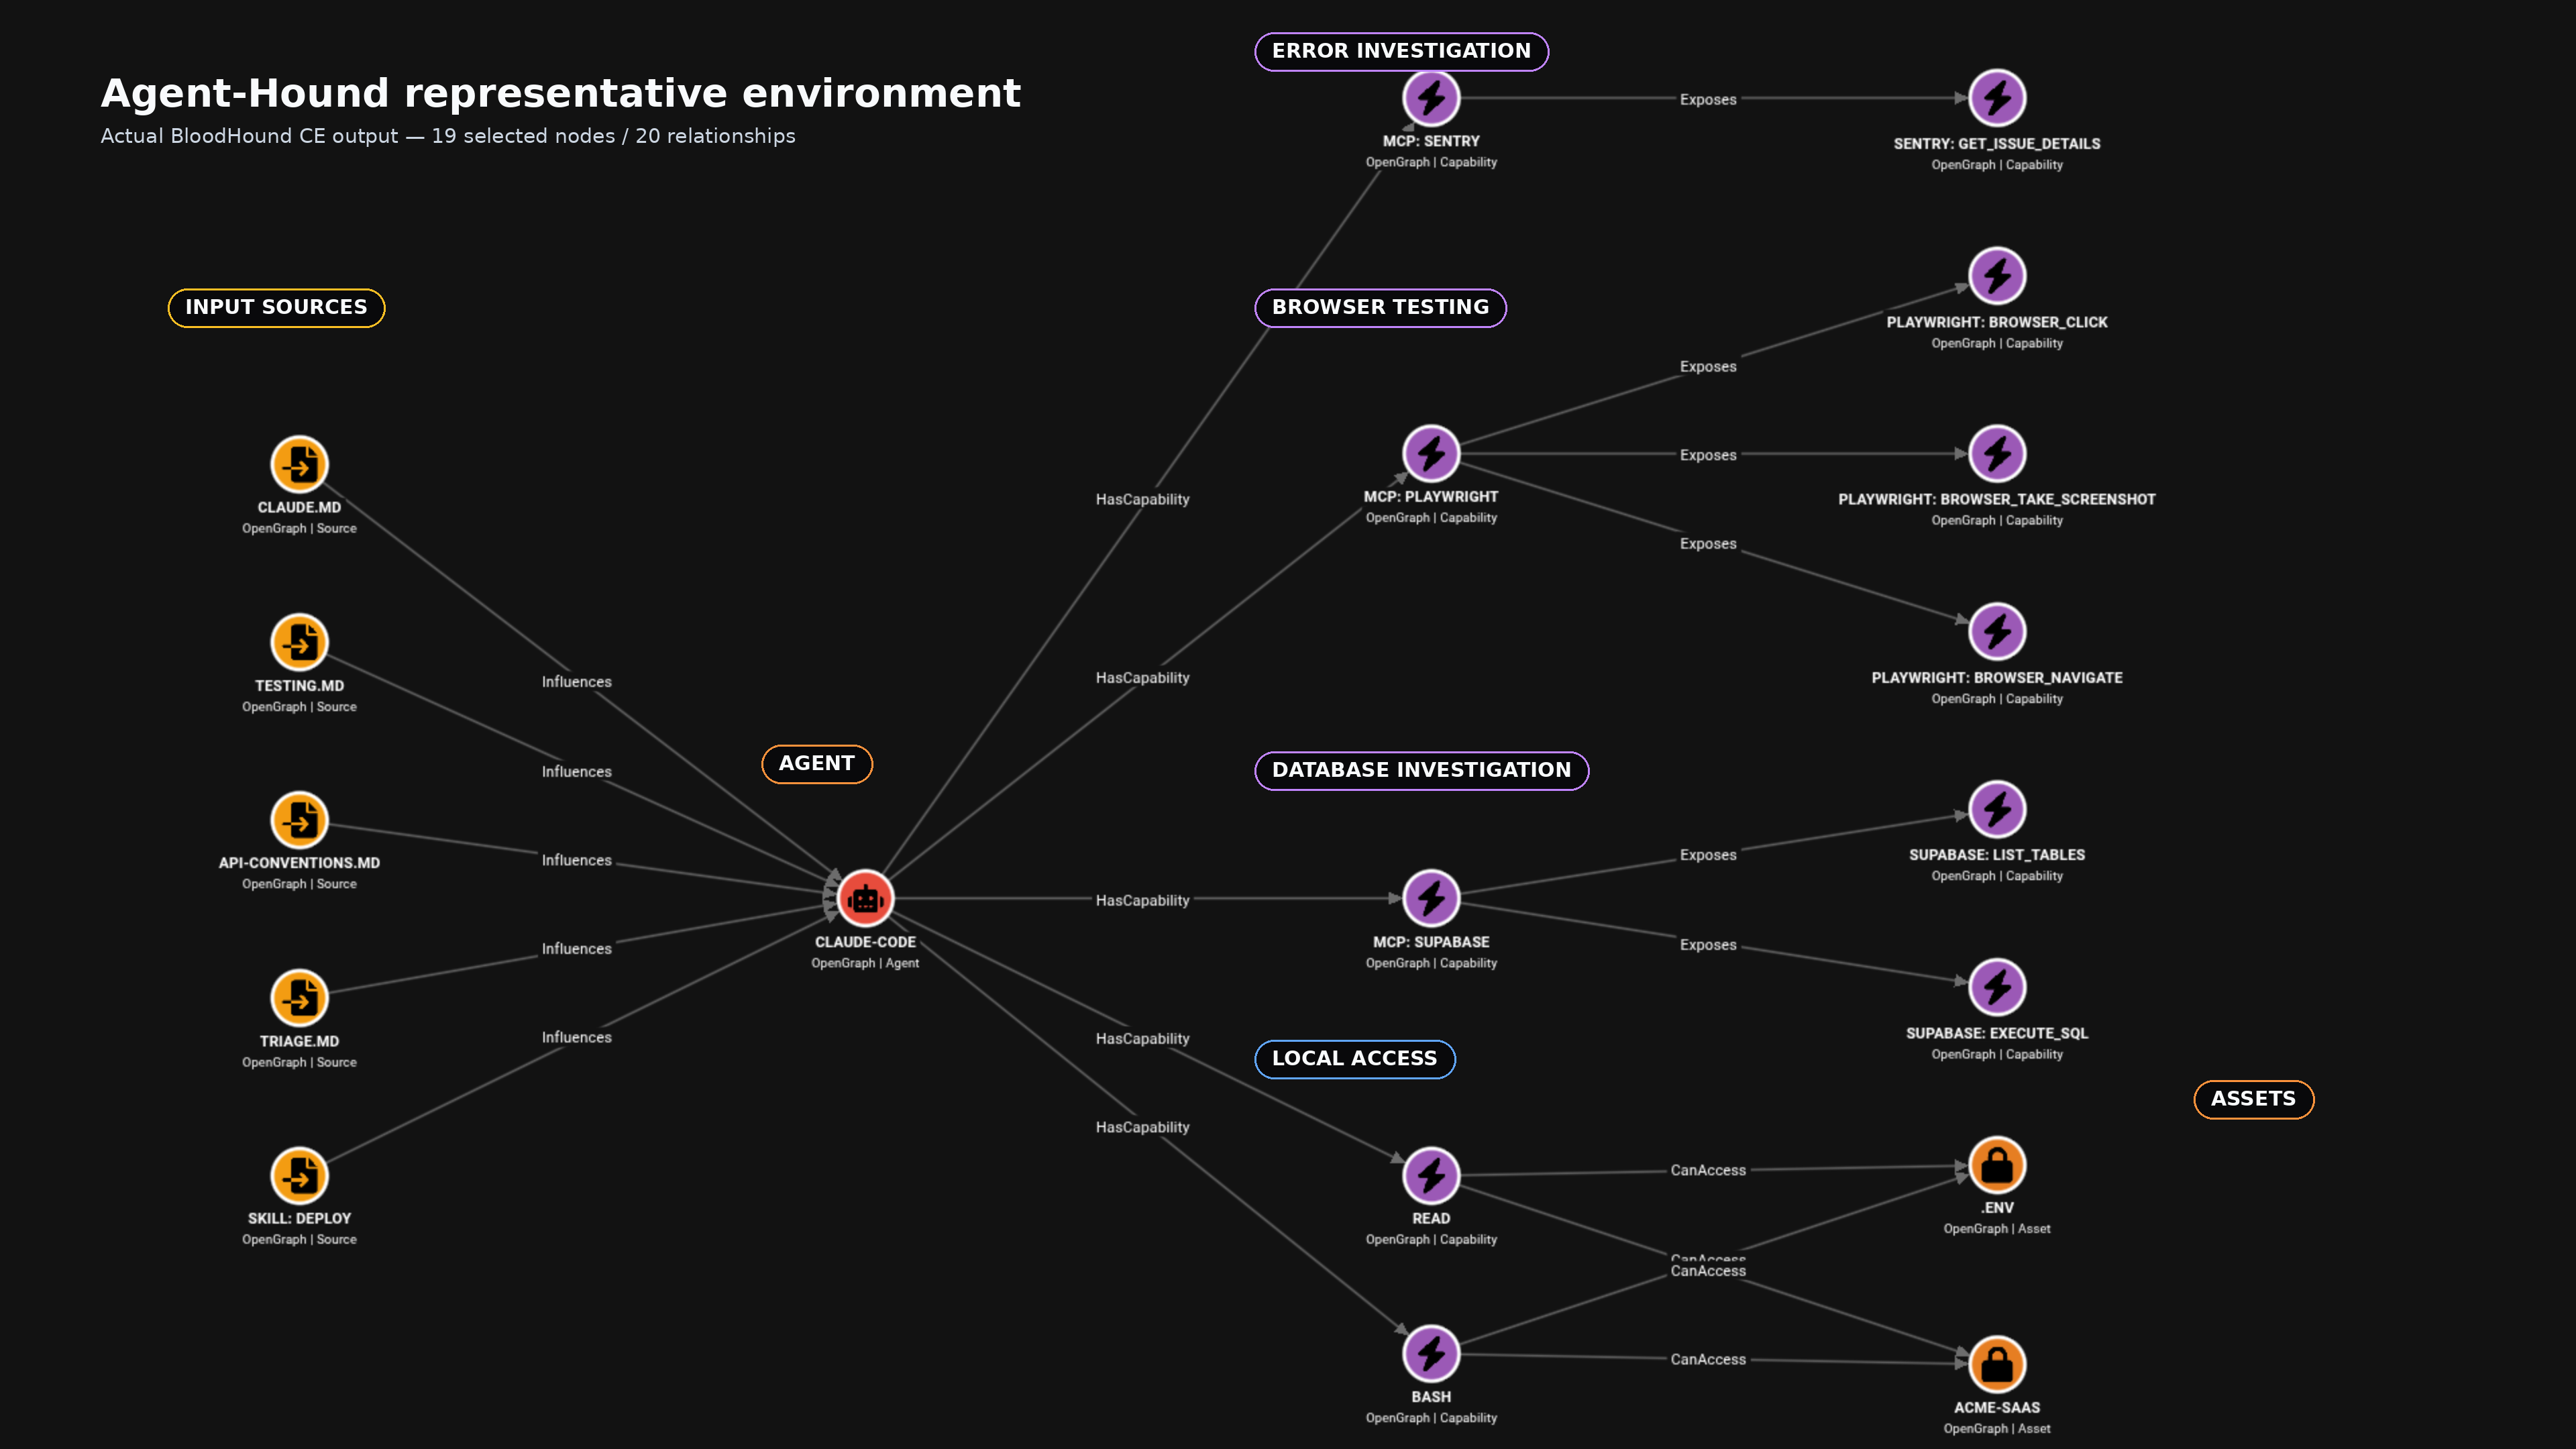 Agent-Hound representative environment
Actual BloodHound CE output — 19 selected nodes / 20 relationships
INPUT SOURCES
CLAUDE.MD
OpenGraph | Source
TESTING.MD
OpenGraph | Source
API-CONVENTIONS.MD
OpenGraph | Source
TRIAGE.MD
OpenGraph | Source
SKILL: DEPLOY
OpenGraph | Source
Influences
Influences
Influences
Influences
Influences
AGENT
CLAUDE-CODE
OpenGraph | Agent
HasCapability
HasCapability
HasCapability
HasCapability
HasCapability
ERROR INVESTIGATION
MCP: SENTRY
OpenGraph | Capability
Exposes
SENTRY: GET_ISSUE_DETAILS
OpenGraph | Capability
BROWSER TESTING
MCP: PLAYWRIGHT
OpenGraph | Capability
Exposes
Exposes
Exposes
PLAYWRIGHT: BROWSER_CLICK
OpenGraph | Capability
PLAYWRIGHT: BROWSER_TAKE_SCREENSHOT
OpenGraph | Capability
PLAYWRIGHT: BROWSER_NAVIGATE
OpenGraph | Capability
DATABASE INVESTIGATION
MCP: SUPABASE
OpenGraph | Capability
Exposes
Exposes
SUPABASE: LIST_TABLES
OpenGraph | Capability
SUPABASE: EXECUTE_SQL
OpenGraph | Capability
LOCAL ACCESS
READ
OpenGraph | Capability
BASH
OpenGraph | Capability
CanAccess
CanAccess
CanAccess
CanAccess
ASSETS
.ENV
OpenGraph | Asset
ACME-SAAS
OpenGraph | Asset